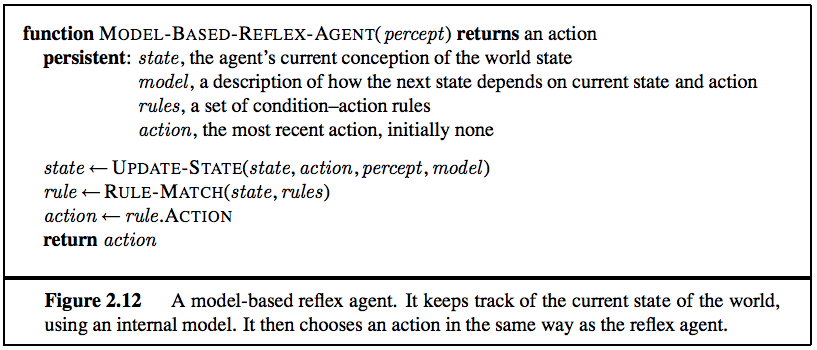 function MODEL-BASED-REFLEX-AGENT(percept) returns an action
persistent: state, the agent's current conception of the world state
model, a description of how the next state depends on current state and action
rules, a set of condition–action rules
action, the most recent action, initially none
state ← UPDATE-STATE(state, action, percept, model)
rule ← RULE-MATCH(state, rules)
action ← rule.ACTION
return action
Figure 2.12 A model-based reflex agent. It keeps track of the current state of the world,
using an internal model. It then chooses an action in the same way as the reflex agent.